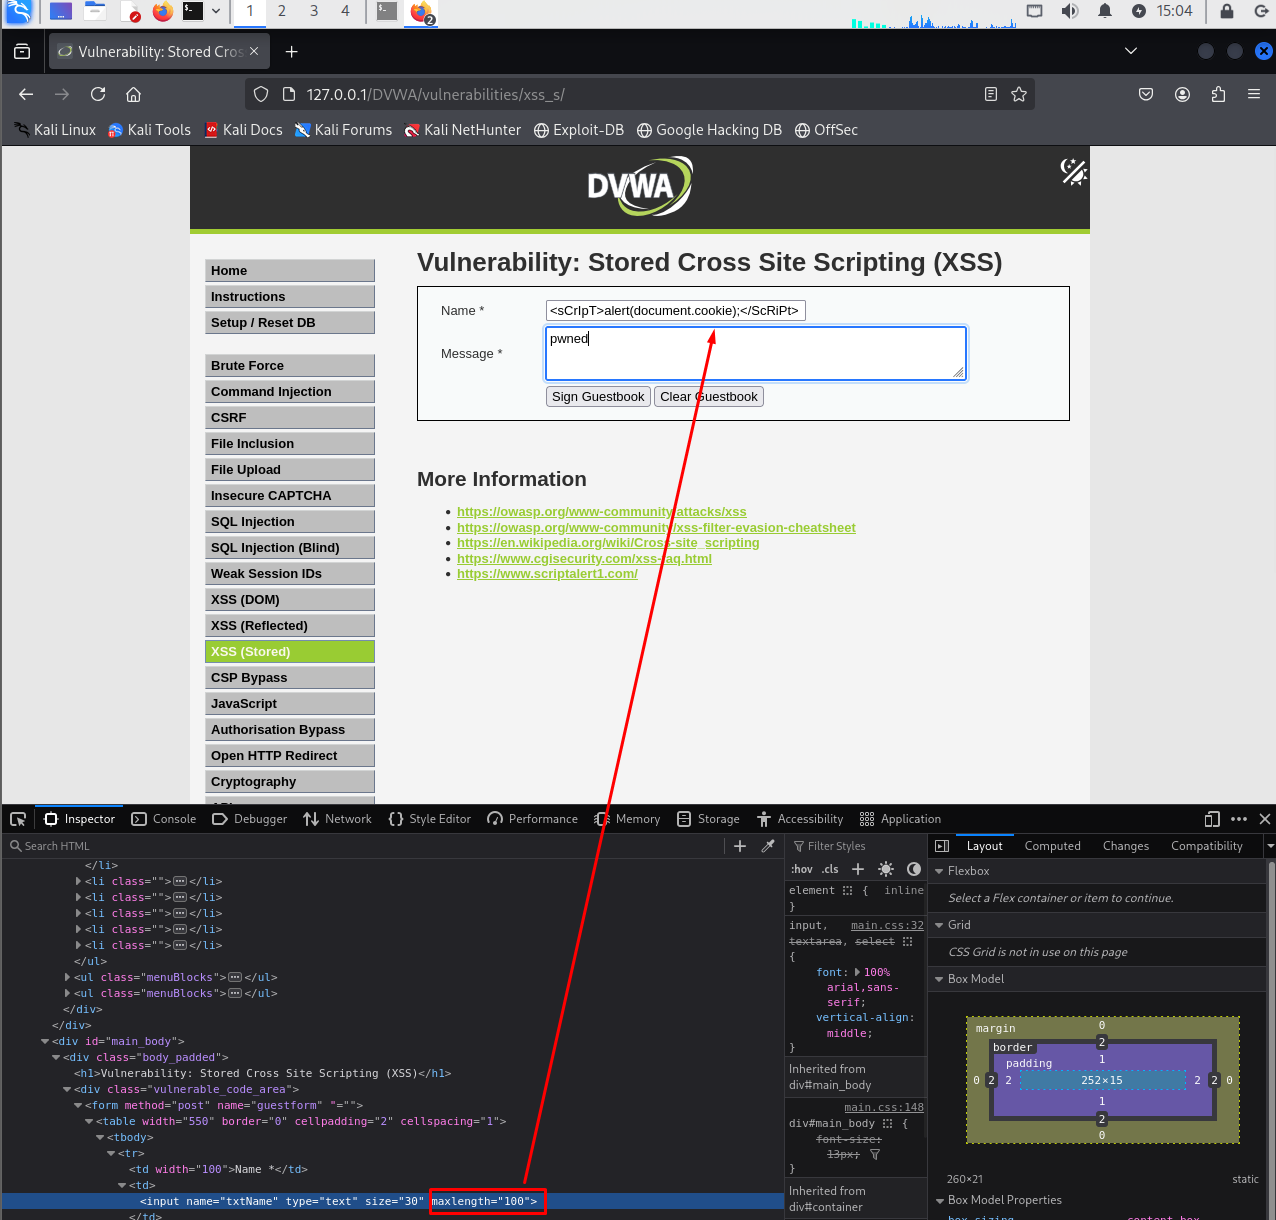 1 2 3 4 2 15:04
Vulnerability: Stored Cros
127.0.0.1/DVWA/vulnerabilities/xss_s/
Kali Linux Kali Tools Kali Docs Kali Forums Kali NetHunter Exploit-DB Google Hacking DB OffSec
DVWA
Home
Instructions
Setup / Reset DB
Brute Force
Command Injection
CSRF
File Inclusion
File Upload
Insecure CAPTCHA
SQL Injection
SQL Injection (Blind)
Weak Session IDs
XSS (DOM)
XSS (Reflected)
XSS (Stored)
CSP Bypass
JavaScript
Authorisation Bypass
Open HTTP Redirect
Cryptography
Vulnerability: Stored Cross Site Scripting (XSS)
Name * <sCrIpT>alert(document.cookie);</ScRiPt>
Message * pwned
Sign Guestbook Clear Guestbook
More Information
https://owasp.org/www-community/attacks/xss
https://owasp.org/www-community/xss-filter-evasion-cheatsheet
https://en.wikipedia.org/wiki/Cross-site_scripting
https://www.cgisecurity.com/xss-faq.html
https://www.scriptalert1.com/
Inspector Console Debugger Network Style Editor Performance Memory Storage Accessibility Application
Search HTML
</li>
<li class=""></li>
<li class=""></li>
<li class=""></li>
<li class=""></li>
<li class=""></li>
</ul>
<ul class="menuBlocks"></ul>
<ul class="menuBlocks"></ul>
</div>
</div>
<div id="main_body">
<div class="body_padded">
<h1>Vulnerability: Stored Cross Site Scripting (XSS)</h1>
<div class="vulnerable_code_area">
<form method="post" name="guestform" "="">
<table width="550" border="0" cellpadding="2" cellspacing="1">
<tbody>
<tr>
<td width="100">Name *</td>
<td>
<input name="txtName" type="text" size="30" maxlength="100">
</td>
Filter Styles
:hov .cls
element { inline
}
input, main.css:32
textarea, select
{
font: 100%
arial,sans-
serif;
vertical-align:
middle;
}
Inherited from
div#main_body
main.css:148
div#main_body {
font-size:
13px;
}
Inherited from
div#container
Layout Computed Changes Compatibility
Flexbox
Select a Flex container or item to continue.
Grid
CSS Grid is not in use on this page
Box Model
margin 0
border 2
padding 1
0 2 2 252×15 2 2 0
1
2
0
260×21 static
Box Model Properties
box-sizing content-box